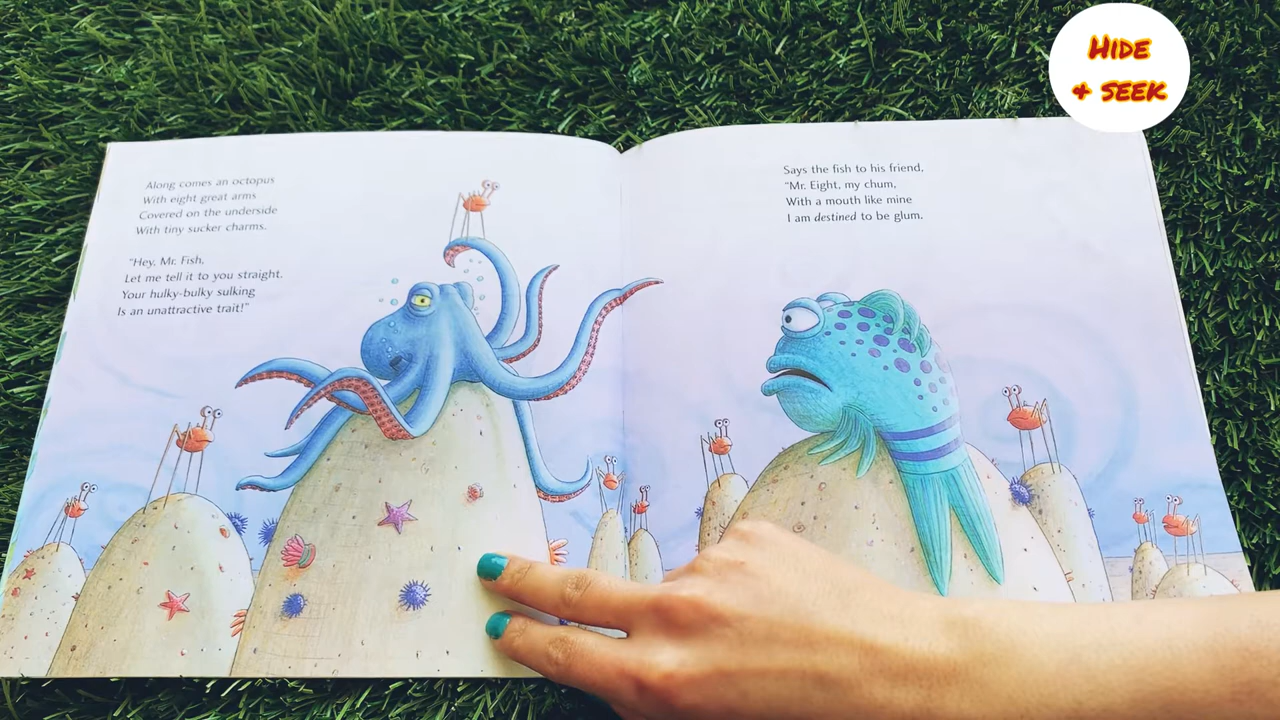 Along comes an octopus
With eight great arms
Covered on the underside
With tiny sucker charms.
"Hey, Mr. Fish,
Let me tell it to you straight.
Your hulky-bulky sulking
Is an unattractive trait!"
Says the fish to his friend,
"Mr. Eight, my chum,
With a mouth like mine
I am destined to be glum.
HIDE
& SEEK